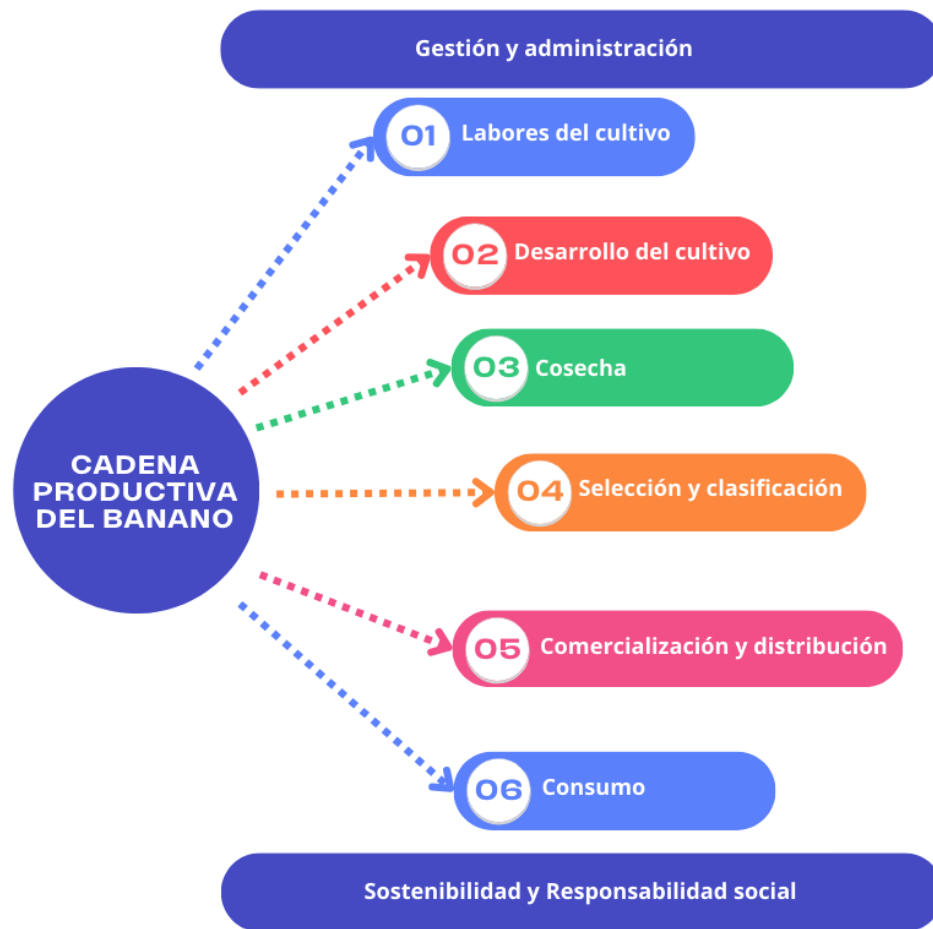 Gestión y administración
01 Labores del cultivo
02 Desarrollo del cultivo
03 Cosecha
CADENA
PRODUCTIVA
DEL BANANO
04 Selección y clasificación
05 Comercialización y distribución
06 Consumo
Sostenibilidad y Responsabilidad social